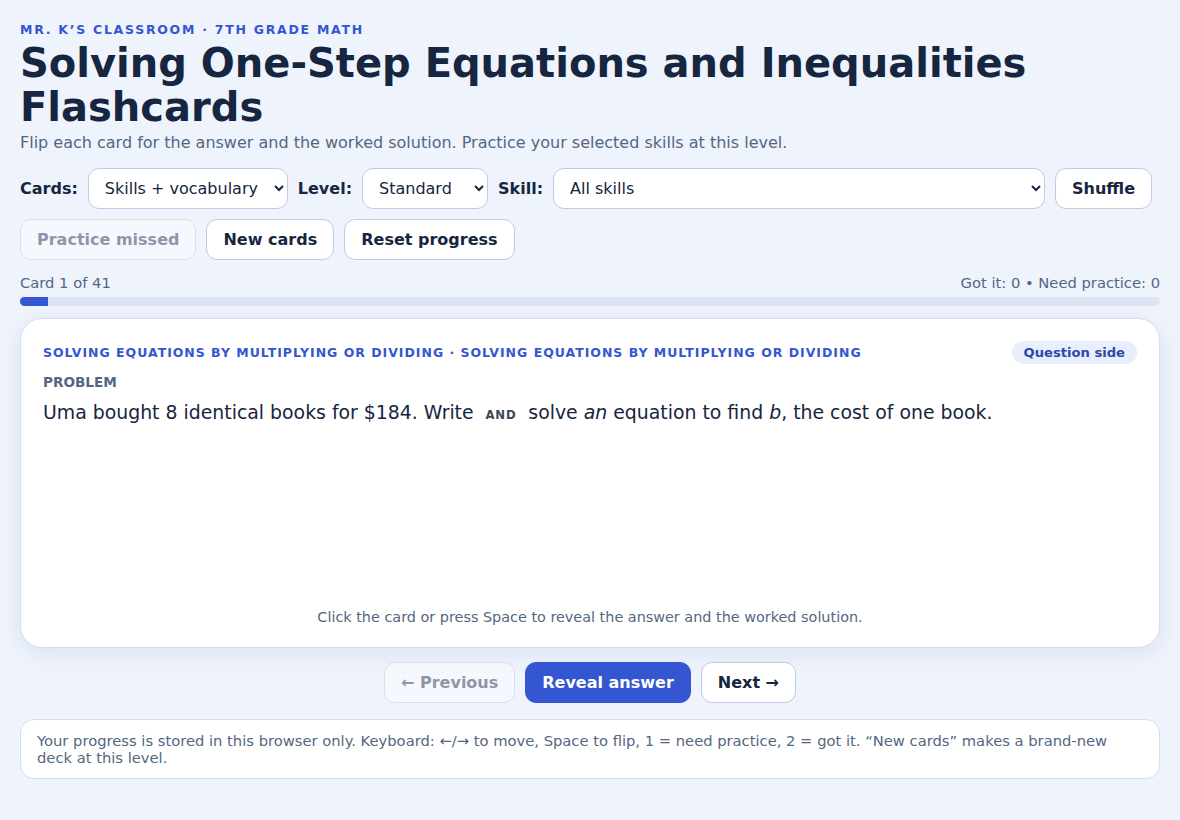 MR. K’S CLASSROOM · 7TH GRADE MATH
Solving One-Step Equations and Inequalities
Flashcards
Flip each card for the answer and the worked solution. Practice your selected skills at this level.
Cards: Skills + vocabulary Level: Standard Skill: All skills Shuffle
Practice missed New cards Reset progress
Card 1 of 41 Got it: 0 • Need practice: 0
SOLVING EQUATIONS BY MULTIPLYING OR DIVIDING · SOLVING EQUATIONS BY MULTIPLYING OR DIVIDING Question side
PROBLEM
Uma bought 8 identical books for $184. Write AND solve an equation to find b, the cost of one book.
Click the card or press Space to reveal the answer and the worked solution.
← Previous Reveal answer Next →
Your progress is stored in this browser only. Keyboard: ←/→ to move, Space to flip, 1 = need practice, 2 = got it. “New cards” makes a brand-new
deck at this level.